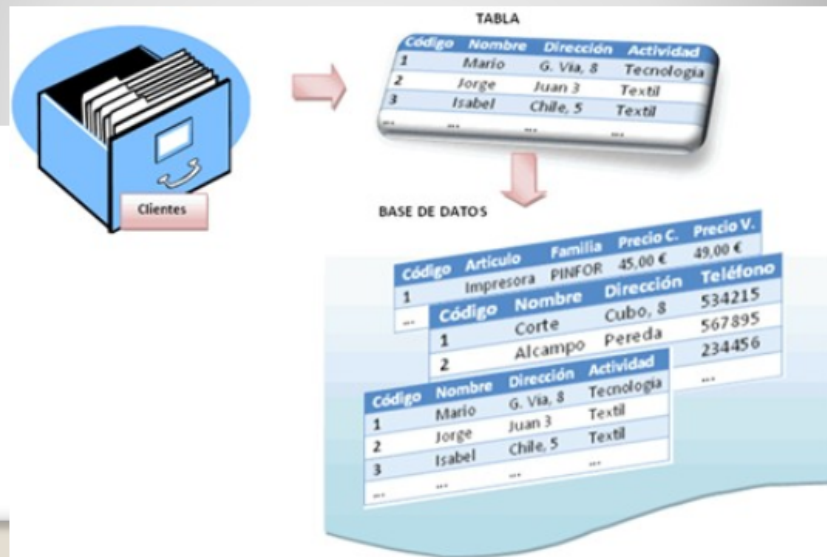 TABLA
Código Nombre Dirección Actividad
1 Mario G. Via, 8 Tecnología
2 Jorge Juan 3 Textil
3 Isabel Chile, 5 Textil
... ... ... ...
Clientes
BASE DE DATOS
Código Artículo Familia Precio C. Precio V.
1 Impresora PINFOR 45,00 € 49,00 €
...
Código Nombre Dirección Teléfono
1 Corte Cubo, 8 534215
2 Alcampo Pereda 567895
234456
...
Código Nombre Dirección Actividad
1 Mario G. Via, 8 Tecnología
2 Jorge Juan 3 Textil
3 Isabel Chile, 5 Textil
... ... ... ...